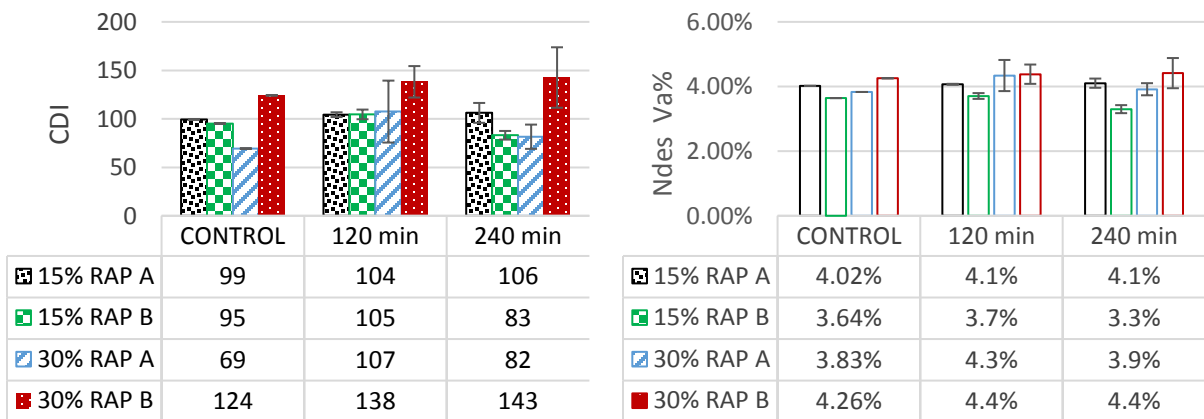 200
150
100
50
0
CDI
CONTROL 120 min 240 min
15% RAP A 99 104 106
15% RAP B 95 105 83
30% RAP A 69 107 82
30% RAP B 124 138 143
6.00%
4.00%
2.00%
0.00%
Ndes Va%
CONTROL 120 min 240 min
15% RAP A 4.02% 4.1% 4.1%
15% RAP B 3.64% 3.7% 3.3%
30% RAP A 3.83% 4.3% 3.9%
30% RAP B 4.26% 4.4% 4.4%